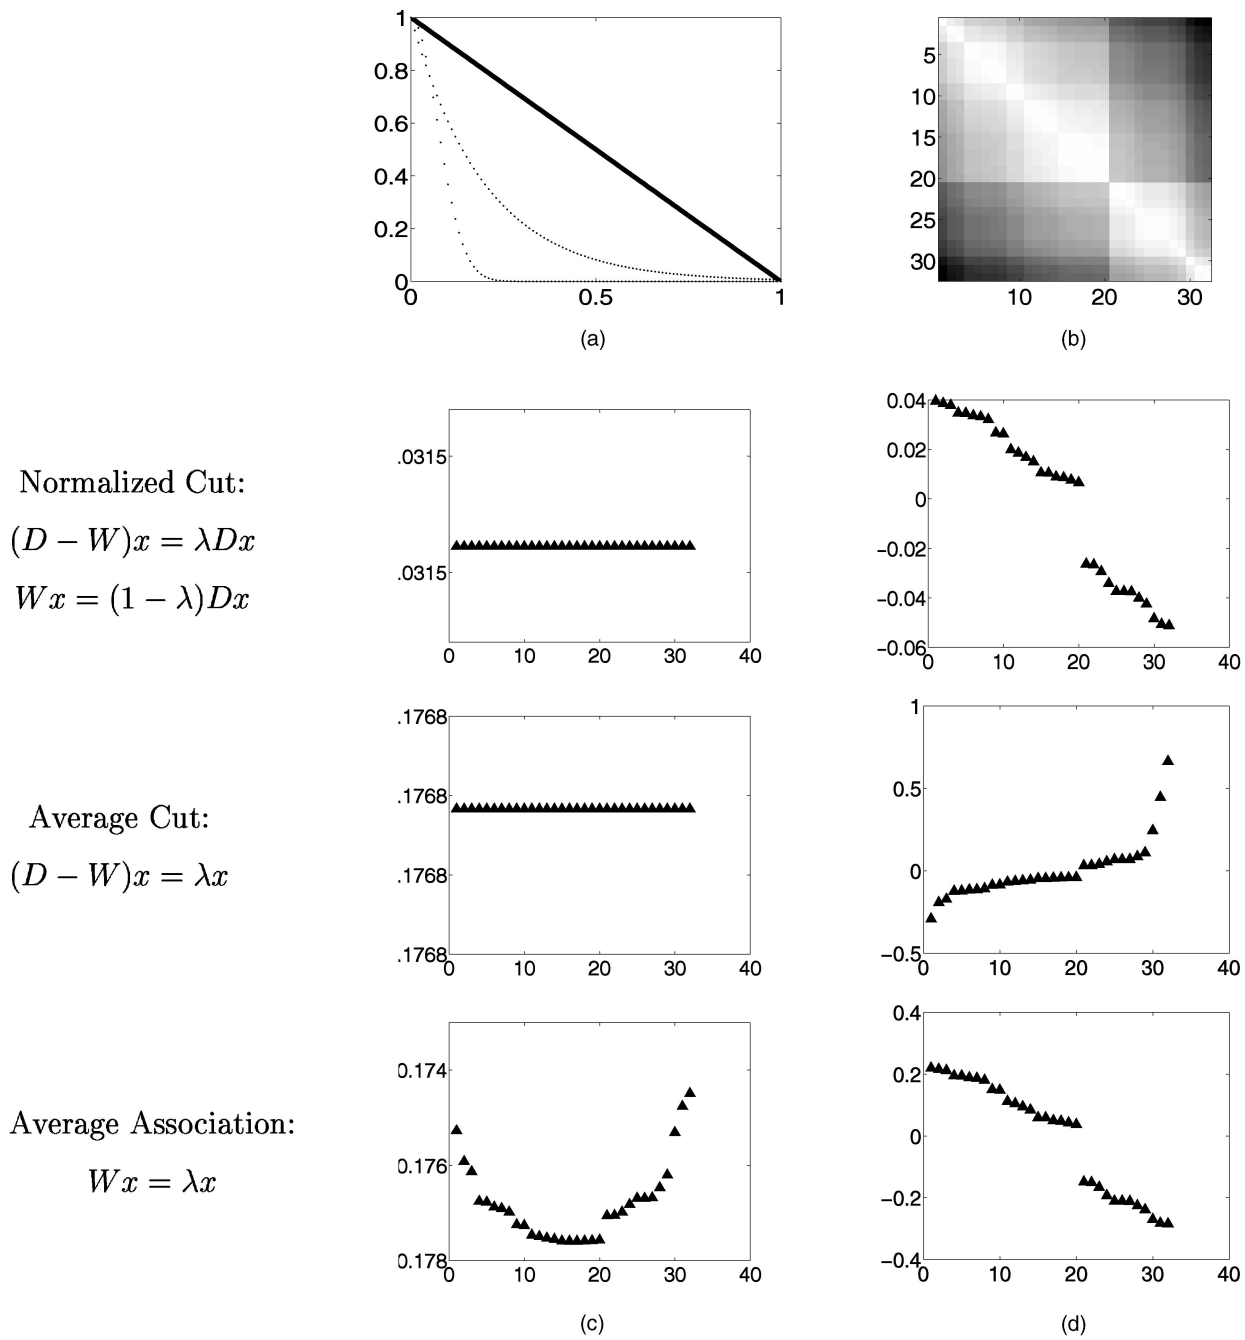 1
0.8
0.6
0.4
0.2
0
0 0.5 1
(a)
5
10
15
20
25
30
10 20 30
(b)
Normalized Cut:
(D − W)x = λDx
Wx = (1 − λ)Dx
.0315
.0315
0 10 20 30 40
0.04
0.02
0
−0.02
−0.04
−0.06
0 10 20 30 40
Average Cut:
(D − W)x = λx
.1768
.1768
.1768
.1768
0 10 20 30 40
1
0.5
0
−0.5
0 10 20 30 40
Average Association:
Wx = λx
0.174
0.176
0.178
0 10 20 30 40
(c)
0.4
0.2
0
−0.2
−0.4
0 10 20 30 40
(d)